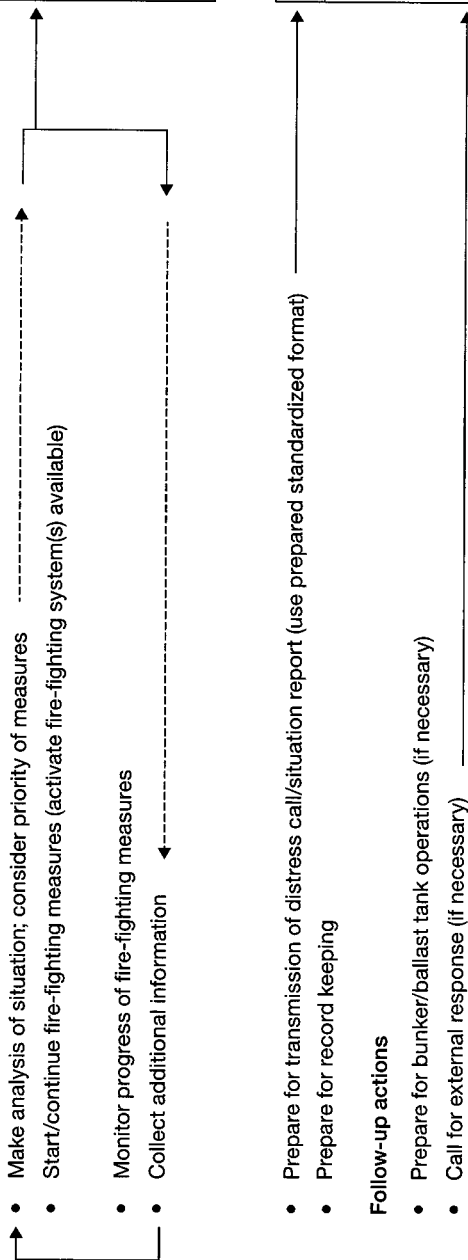 • Make analysis of situation; consider priority of measures
• Start/continue fire-fighting measures (activate fire-fighting system(s) available)
• Monitor progress of fire-fighting measures
• Collect additional information
• Prepare for transmission of distress call/situation report (use prepared standardized format)
• Prepare for record keeping
Follow-up actions
• Prepare for bunker/ballast tank operations (if necessary)
• Call for external response (if necessary)